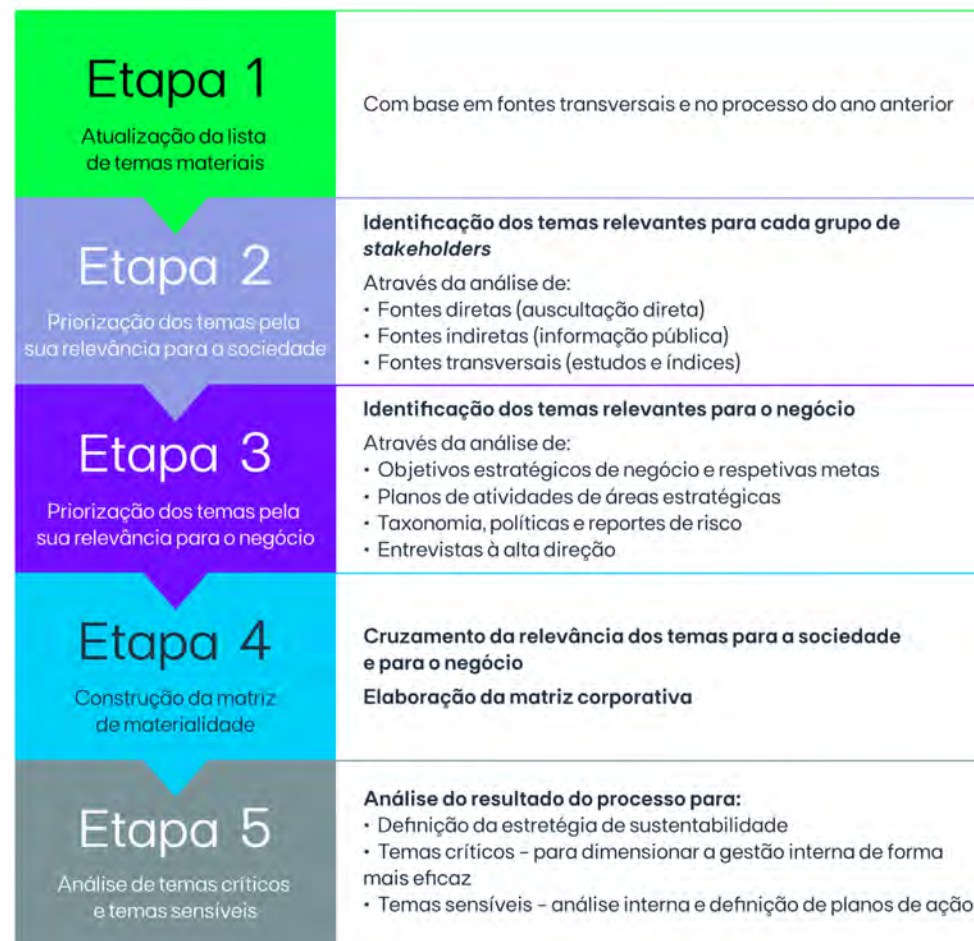 Etapa 1
Atualização da lista
de temas materiais
Com base em fontes transversais e no processo do ano anterior
Etapa 2
Priorização dos temas pela
sua relevância para a sociedade
Identificação dos temas relevantes para cada grupo de
stakeholders
Através da análise de:
• Fontes diretas (auscultação direta)
• Fontes indiretas (informação pública)
• Fontes transversais (estudos e índices)
Etapa 3
Priorização dos temas pela
sua relevância para o negócio
Identificação dos temas relevantes para o negócio
Através da análise de:
• Objetivos estratégicos de negócio e respetivas metas
• Planos de atividades de áreas estratégicas
• Taxonomia, políticas e reportes de risco
• Entrevistas à alta direção
Etapa 4
Construção da matriz
de materialidade
Cruzamento da relevância dos temas para a sociedade
e para o negócio
Elaboração da matriz corporativa
Etapa 5
Análise de temas críticos
e temas sensíveis
Análise do resultado do processo para:
• Definição da estretégia de sustentabilidade
• Temas críticos – para dimensionar a gestão interna de forma
mais eficaz
• Temas sensíveis – análise interna e definição de planos de ação